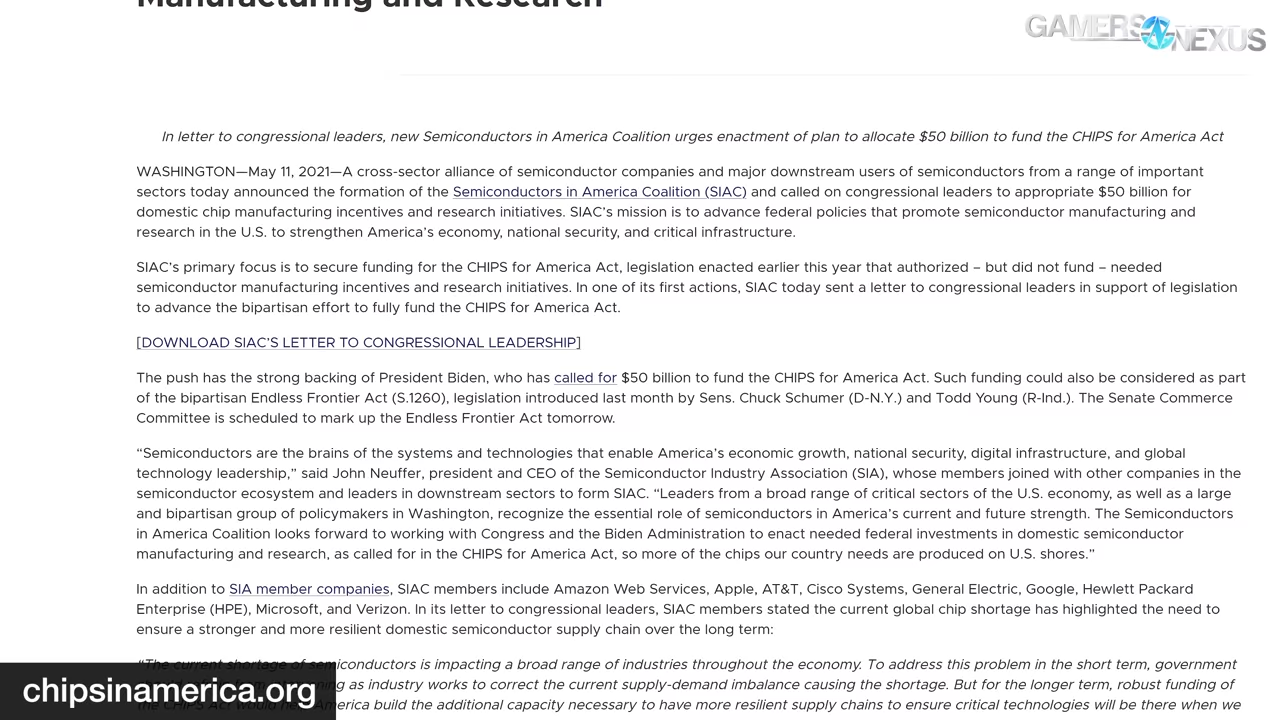 Manufacturing and Research
GAMERS NEXUS
In letter to congressional leaders, new Semiconductors in America Coalition urges enactment of plan to allocate $50 billion to fund the CHIPS for America Act
WASHINGTON—May 11, 2021—A cross-sector alliance of semiconductor companies and major downstream users of semiconductors from a range of important
sectors today announced the formation of the Semiconductors in America Coalition (SIAC) and called on congressional leaders to appropriate $50 billion for
domestic chip manufacturing incentives and research initiatives. SIAC’s mission is to advance federal policies that promote semiconductor manufacturing and
research in the U.S. to strengthen America’s economy, national security, and critical infrastructure.
SIAC’s primary focus is to secure funding for the CHIPS for America Act, legislation enacted earlier this year that authorized – but did not fund – needed
semiconductor manufacturing incentives and research initiatives. In one of its first actions, SIAC today sent a letter to congressional leaders in support of legislation
to advance the bipartisan effort to fully fund the CHIPS for America Act.
[DOWNLOAD SIAC’S LETTER TO CONGRESSIONAL LEADERSHIP]
The push has the strong backing of President Biden, who has called for $50 billion to fund the CHIPS for America Act. Such funding could also be considered as part
of the bipartisan Endless Frontier Act (S.1260), legislation introduced last month by Sens. Chuck Schumer (D-N.Y.) and Todd Young (R-Ind.). The Senate Commerce
Committee is scheduled to mark up the Endless Frontier Act tomorrow.
“Semiconductors are the brains of the systems and technologies that enable America’s economic growth, national security, digital infrastructure, and global
technology leadership,” said John Neuffer, president and CEO of the Semiconductor Industry Association (SIA), whose members joined with other companies in the
semiconductor ecosystem and leaders in downstream sectors to form SIAC. “Leaders from a broad range of critical sectors of the U.S. economy, as well as a large
and bipartisan group of policymakers in Washington, recognize the essential role of semiconductors in America’s current and future strength. The Semiconductors
in America Coalition looks forward to working with Congress and the Biden Administration to enact needed federal investments in domestic semiconductor
manufacturing and research, as called for in the CHIPS for America Act, so more of the chips our country needs are produced on U.S. shores.”
In addition to SIA member companies, SIAC members include Amazon Web Services, Apple, AT&T, Cisco Systems, General Electric, Google, Hewlett Packard
Enterprise (HPE), Microsoft, and Verizon. In its letter to congressional leaders, SIAC members stated the current global chip shortage has highlighted the need to
ensure a stronger and more resilient domestic semiconductor supply chain over the long term:
“The current shortage of semiconductors is impacting a broad range of industries throughout the economy. To address this problem in the short term, government
as industry works to correct the current supply-demand imbalance causing the shortage. But for the longer term, robust funding of
the CHIPS Act would help America build the additional capacity necessary to have more resilient supply chains to ensure critical technologies will be there when we
chipsinamerica.org